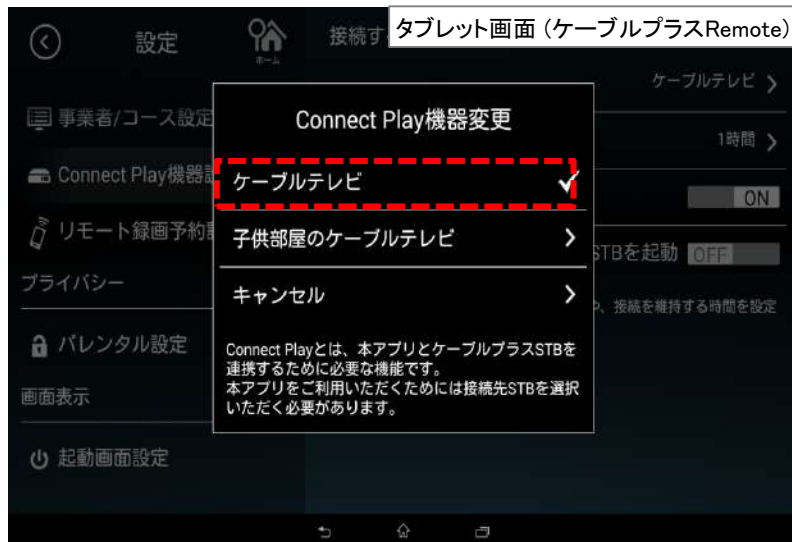 タブレット画面（ケーブルプラスRemote）
設定
ホーム
接続す
ケーブルテレビ
事業者/コース設定
1時間
Connect Play機器
ON
リモート録画予約
STBを起動 OFF
プライバシー
、接続を維持する時間を設定
バレンタル設定
画面表示
起動画面設定
Connect Play機器変更
ケーブルテレビ
子供部屋のケーブルテレビ
キャンセル
Connect Playとは、本アプリとケーブルプラスSTBを
連携するために必要な機能です。
本アプリをご利用いただくためには接続先STBを選択
いただく必要があります。